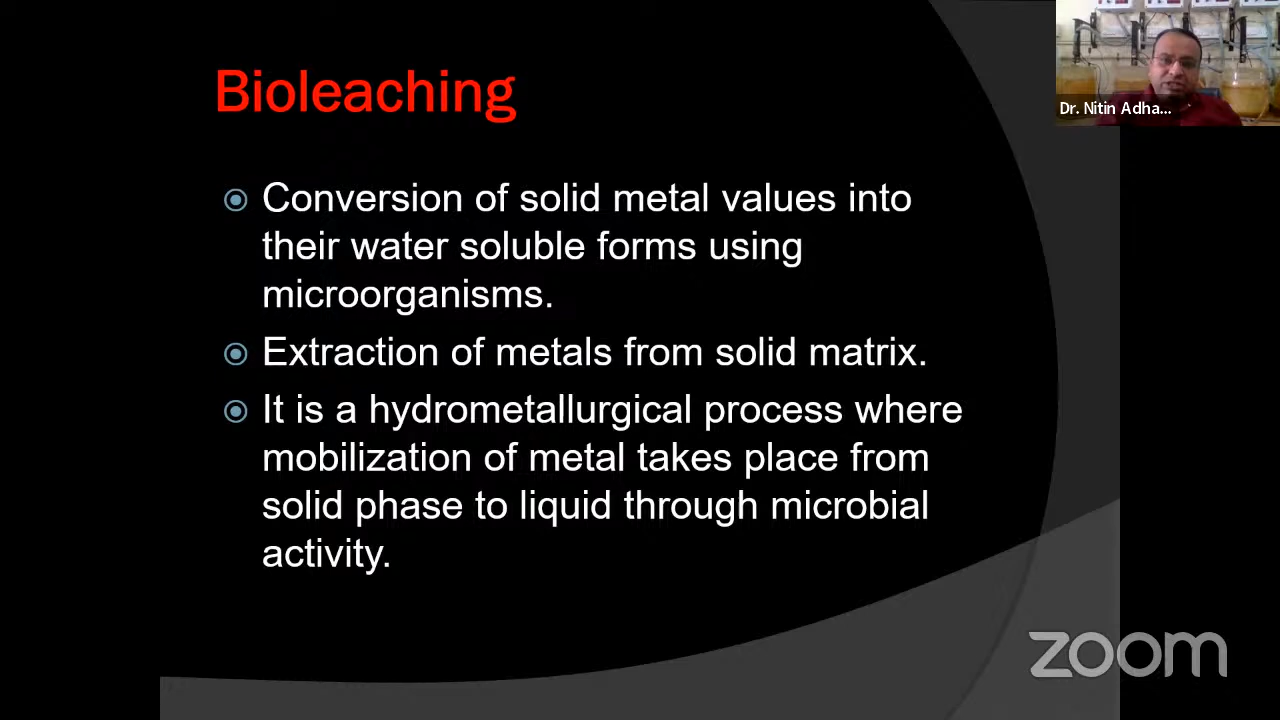 Bioleaching
Conversion of solid metal values into
their water soluble forms using
microorganisms.
Extraction of metals from solid matrix.
It is a hydrometallurgical process where
mobilization of metal takes place from
solid phase to liquid through microbial
activity.
Dr. Nitin Adha...
zoom